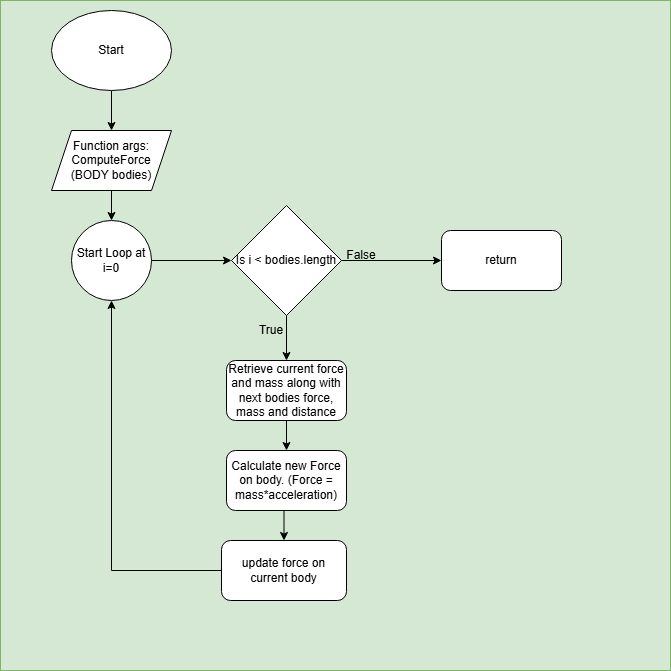 Start
Function args:
ComputeForce
(BODY bodies)
Start Loop at
i=0
Is i < bodies.length
False
return
True
Retrieve current force
and mass along with
next bodies force,
mass and distance
Calculate new Force
on body. (Force =
mass*acceleration)
update force on
current body